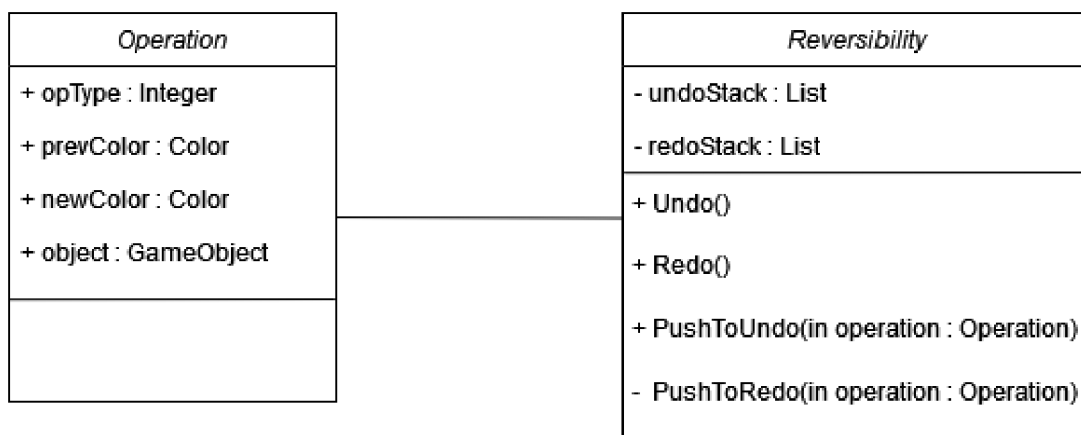 Operation
+ opType : Integer
+ prevColor : Color
+ newColor : Color
+ object : GameObject
Reversibility
- undoStack : List
- redoStack : List
+ Undo()
+ Redo()
+ PushToUndo(in operation : Operation)
- PushToRedo(in operation : Operation)